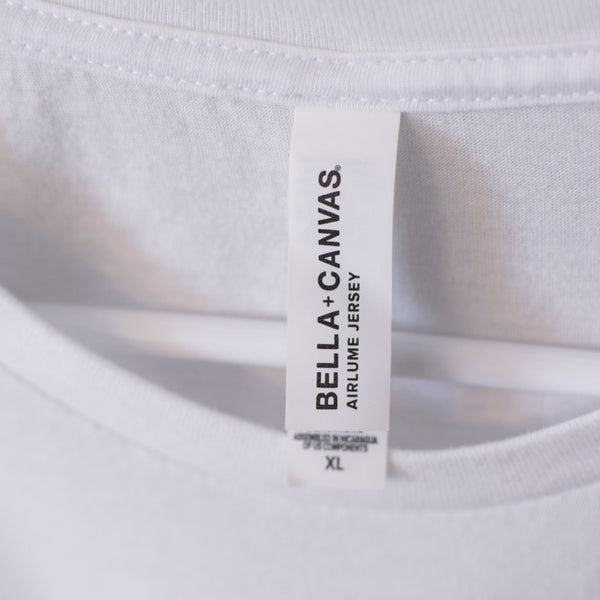 BELLA+CANVAS®
AIRLUME JERSEY
ASSEMBLED IN NICARAGUA
OF US COMPONENTS
XL